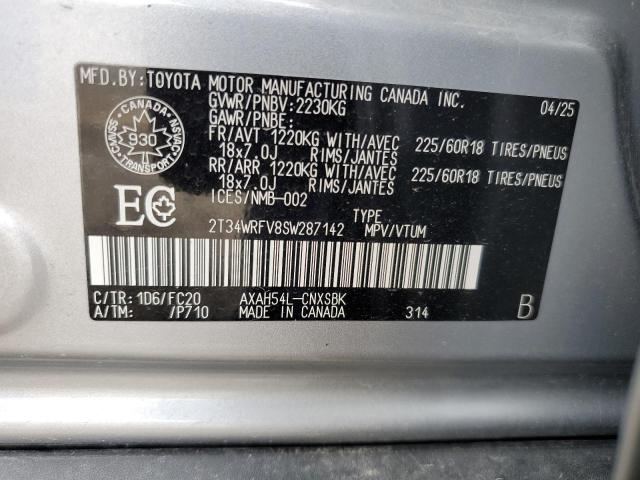 MFD.BY:TOYOTA MOTOR MANUFACTURING CANADA INC. 04/25
GVWR/PNBV:2230KG
GAWR/PNBE:
FR/AVT 1220KG WITH/AVEC 225/60R18 TIRES/PNEUS
18x7.0J RIMS/JANTES
RR/ARR 1220KG WITH/AVEC 225/60R18 TIRES/PNEUS
18x7.0J RIMS/JANTES
ICES/NMB-002
CANADA
CMVSS 930 NSVAC
TRANSPORT
EC
TYPE
2T34WRFV8SW287142 MPV/VTUM
C/TR:1D6/FC20 AXAH54L-CNXSBK
A/TM: /P710 MADE IN CANADA 314 B